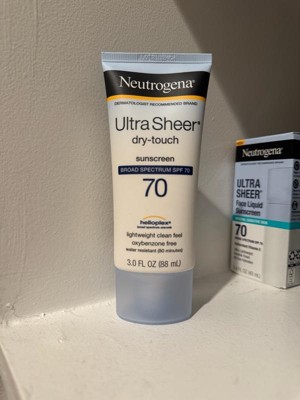 Neutrogena®
DERMATOLOGIST RECOMMENDED BRAND
Ultra Sheer®
dry-touch
sunscreen
BROAD SPECTRUM SPF 70
70
helioplex®
lightweight clean feel
oxybenzone free
water resistant (80 minutes)
3.0 FL OZ (88 mL)
Neutrogena
ULTRA
SHEER
Face Liquid
Sunscreen
70